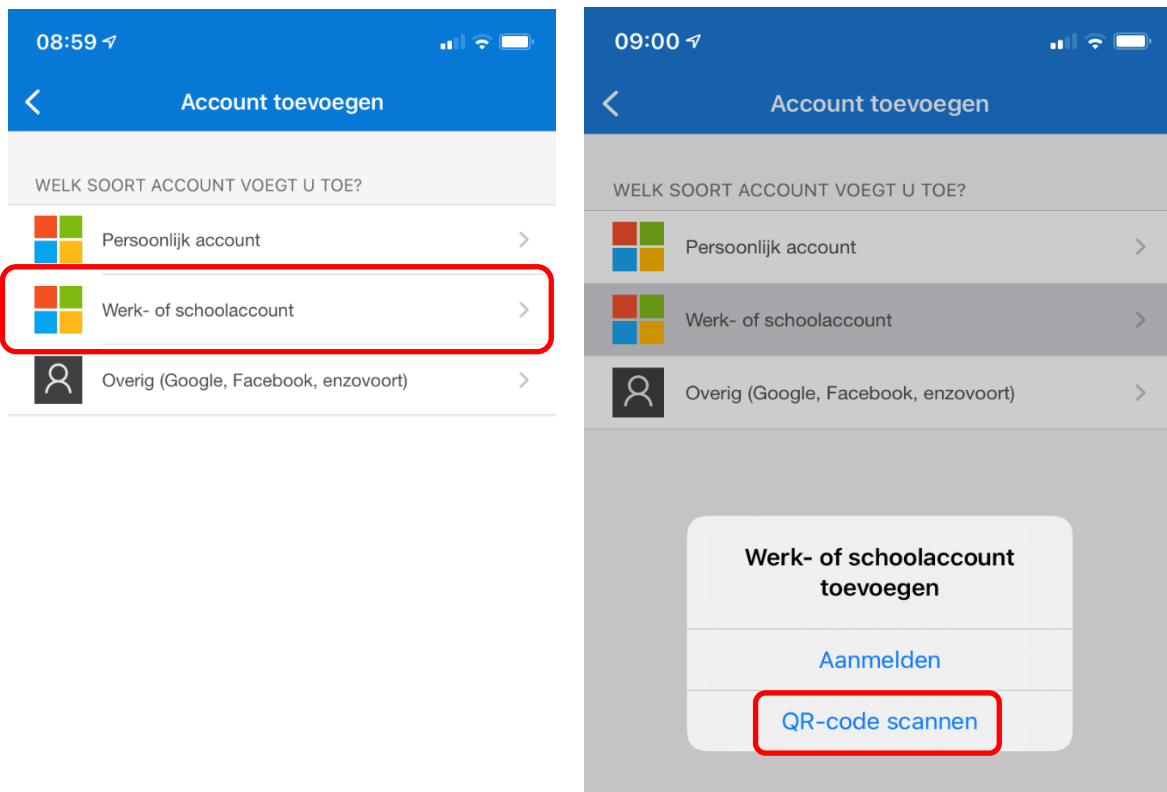 08:59
Account toevoegen
WELK SOORT ACCOUNT VOEGT U TOE?
Persoonlijk account
Werk- of schoolaccount
Overig (Google, Facebook, enzovoort)
09:00
Account toevoegen
WELK SOORT ACCOUNT VOEGT U TOE?
Persoonlijk account
Werk- of schoolaccount
Overig (Google, Facebook, enzovoort)
Werk- of schoolaccount
toevoegen
Aanmelden
QR-code scannen